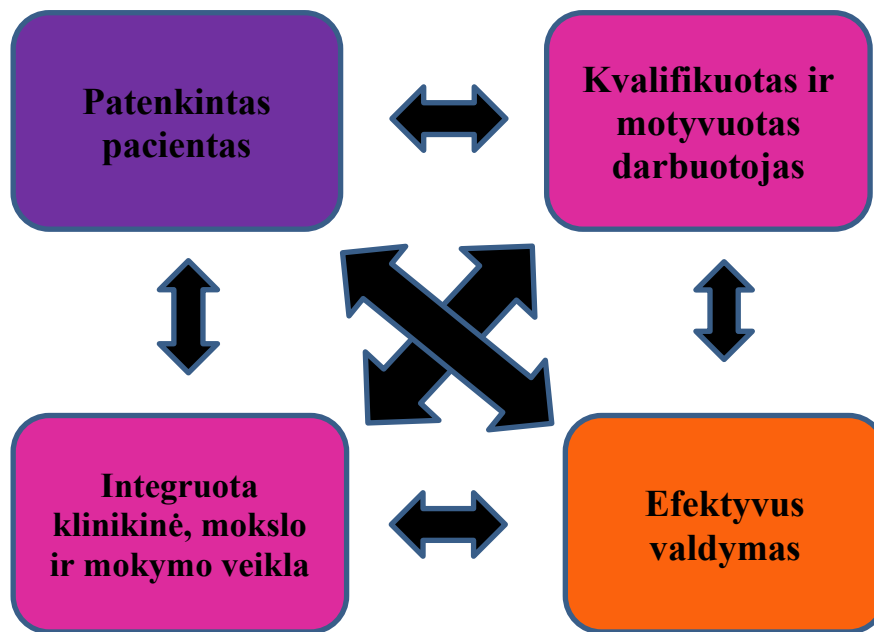 Patenkintas
pacientas
Kvalifikuotas ir
motyvuotas
darbuotojas
Integruota
klinikinė, mokslo
ir mokymo veikla
Efektyvus
valdymas